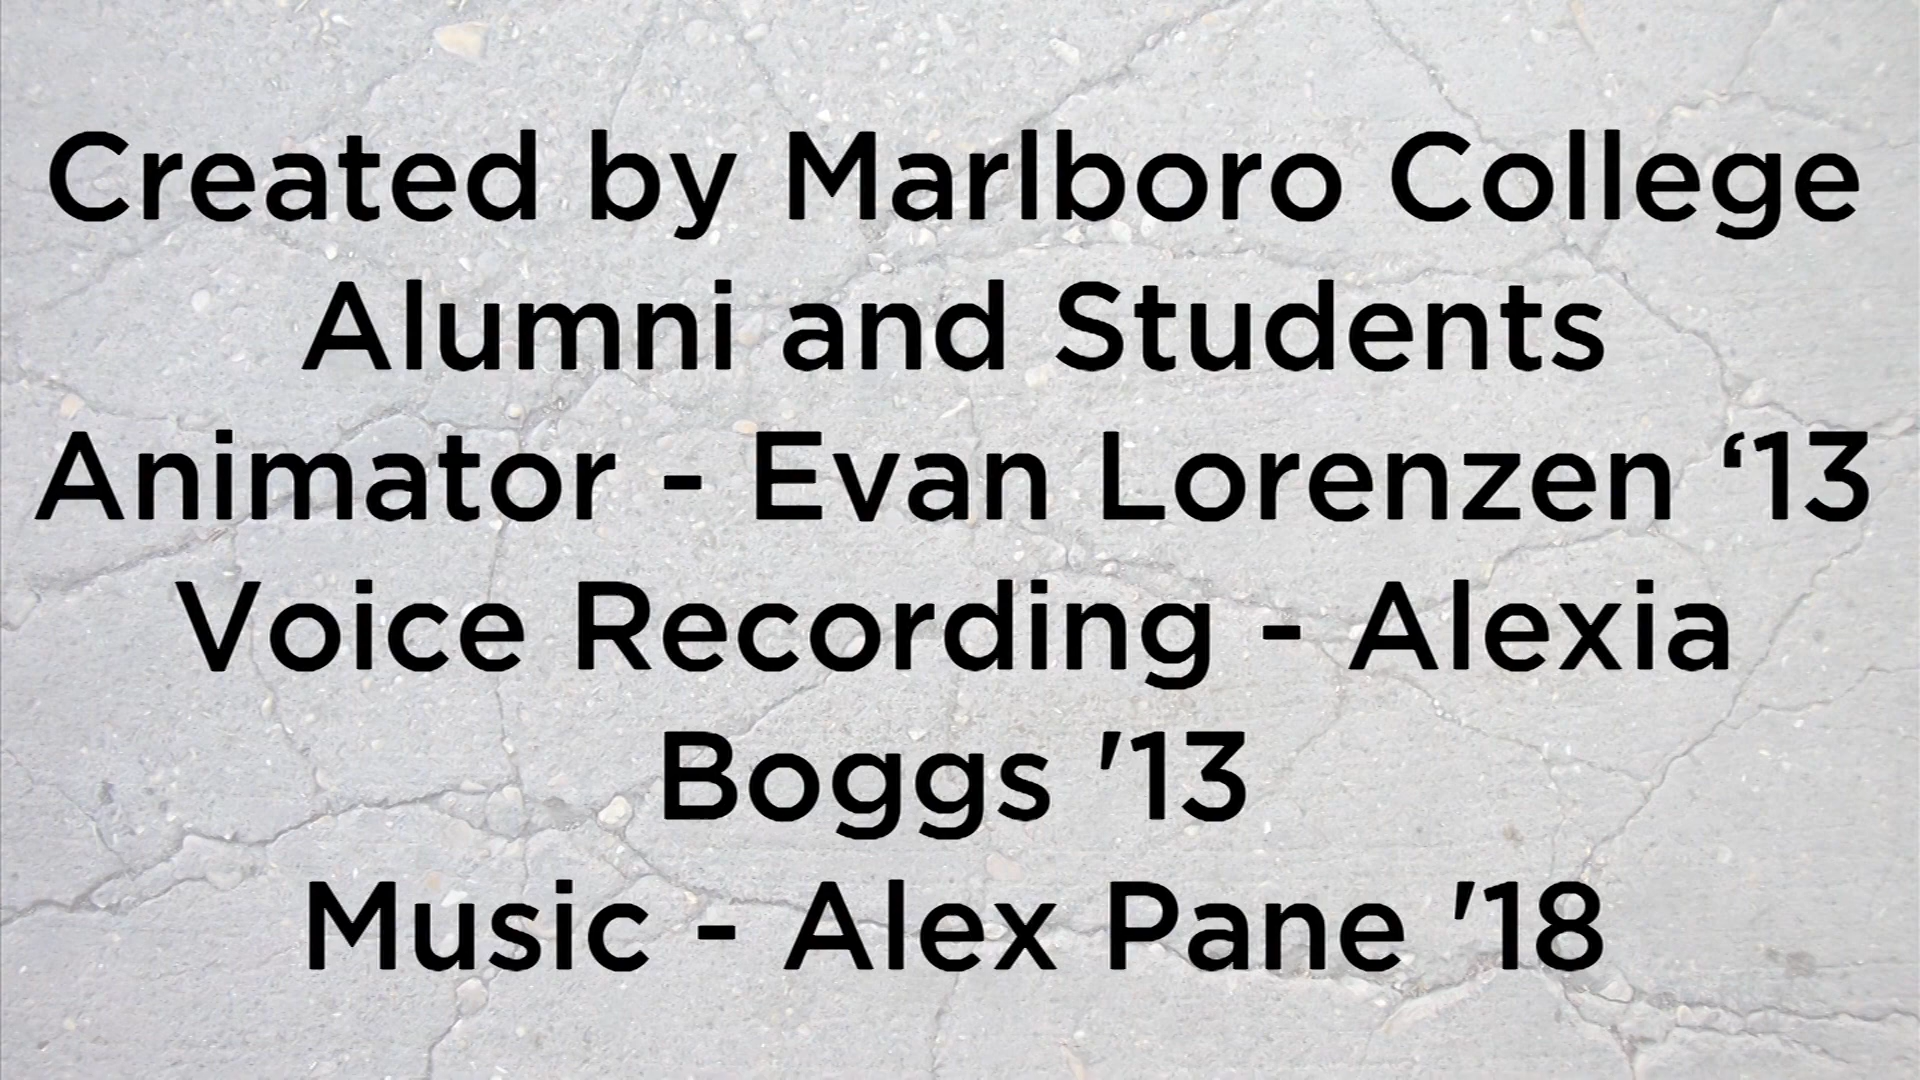 Created by Marlboro College
Alumni and Students
Animator - Evan Lorenzen ‘13
Voice Recording - Alexia
Boggs '13
Music - Alex Pane '18